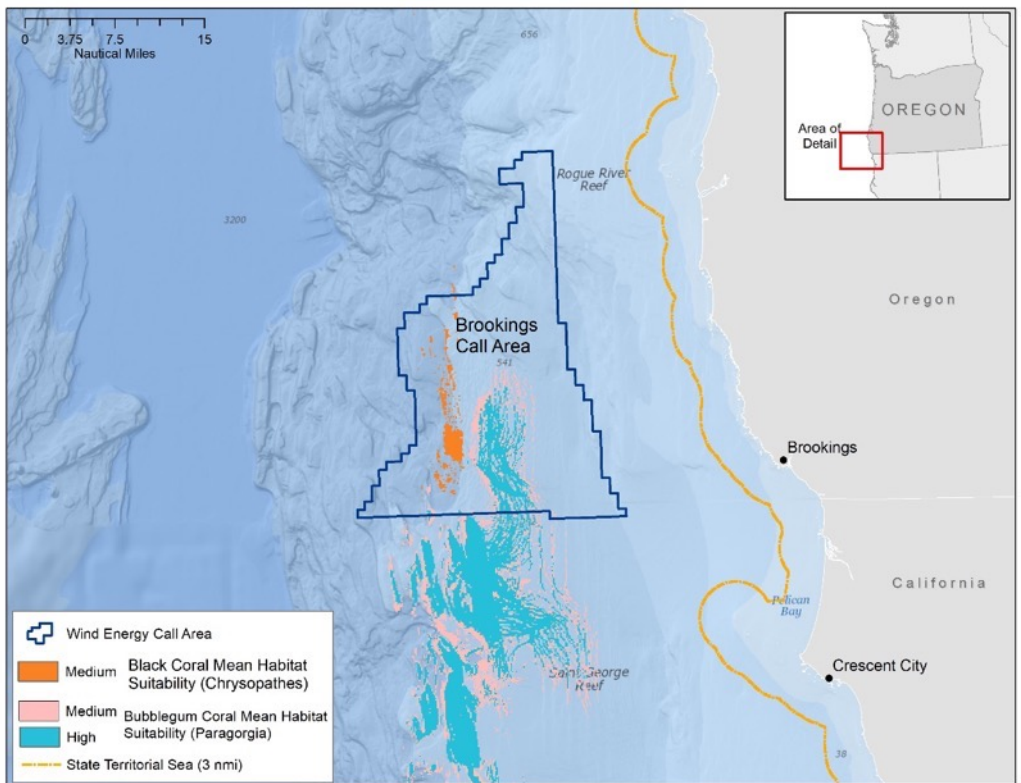 0 3.75 7.5 15
Nautical Miles
656
OREGON
Area of
Detail
Rogue River
Reef
3200
Oregon
Brookings
Call Area
541
Brookings
California
Pelican
Bay
Crescent City
Saint George
Reef
38
Wind Energy Call Area
Medium Black Coral Mean Habitat
Suitability (Chrysopathes)
Medium Bubblegum Coral Mean Habitat
High Suitability (Paragorgia)
State Territorial Sea (3 nmi)